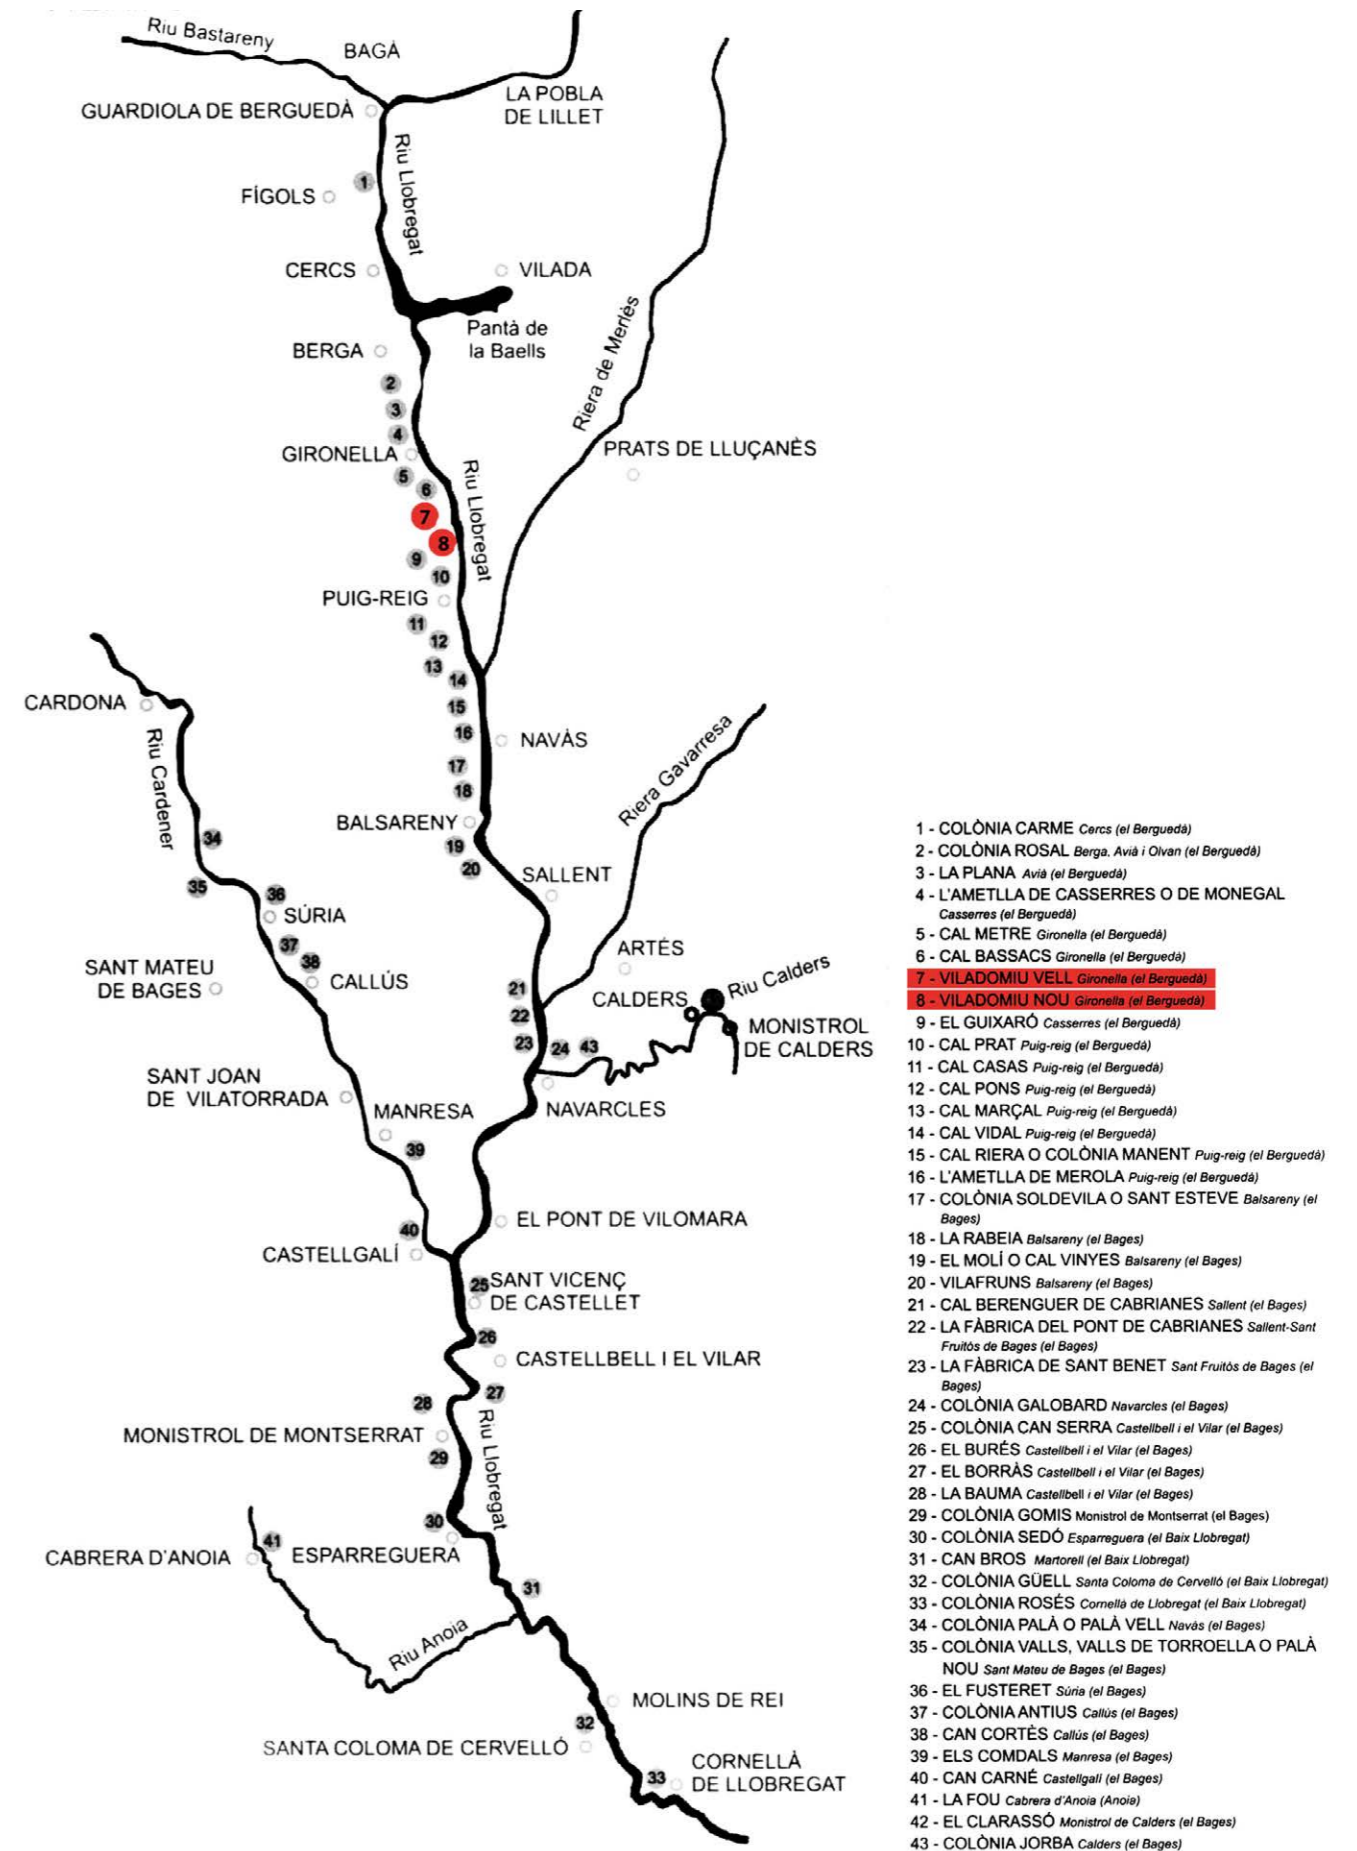 Riu Bastareny
BAGÀ
LA POBLA
DE LILLET
GUARDIOLA DE BERGUEDÀ
Riu Llobregat
1
FÍGOLS
CERCS
VILADA
Pantà de
la Baells
BERGA
Riera de Merlès
2
3
4
GIRONELLA
PRATS DE LLUÇANÈS
5
6
Riu Llobregat
7
8
9
10
PUIG-REIG
11
12
13
14
CARDONA
15
16
NAVÀS
Riu Cardener
Riera Gavarresa
17
18
BALSARENY
34
19
20
SALLENT
35
36
SÚRIA
37
ARTÉS
38
CALLÚS
SANT MATEU
DE BAGES
21
22
CALDERS
Riu Calders
MONISTROL
DE CALDERS
23
24
43
SANT JOAN
DE VILATORRADA
MANRESA
NAVARCLES
39
EL PONT DE VILOMARA
40
CASTELLGALÍ
25
SANT VICENÇ
DE CASTELLET
26
CASTELLBELL I EL VILAR
27
28
MONISTROL DE MONTSERRAT
29
Riu Llobregat
30
41
CABRERA D'ANOIA
ESPARREGUERA
31
Riu Anoia
MOLINS DE REI
32
SANTA COLOMA DE CERVELLÓ
33
CORNELLÀ
DE LLOBREGAT
1 - COLÒNIA CARME Cercs (el Berguedà)
2 - COLÒNIA ROSAL Berga, Avià i Olvan (el Berguedà)
3 - LA PLANA Avià (el Berguedà)
4 - L'AMETLLA DE CASSERRES O DE MONEGAL
Casserres (el Berguedà)
5 - CAL METRE Gironella (el Berguedà)
6 - CAL BASSACS Gironella (el Berguedà)
7 - VILADOMIU VELL Gironella (el Berguedà)
8 - VILADOMIU NOU Gironella (el Berguedà)
9 - EL GUIXARÓ Casserres (el Berguedà)
10 - CAL PRAT Puig-reig (el Berguedà)
11 - CAL CASAS Puig-reig (el Berguedà)
12 - CAL PONS Puig-reig (el Berguedà)
13 - CAL MARÇAL Puig-reig (el Berguedà)
14 - CAL VIDAL Puig-reig (el Berguedà)
15 - CAL RIERA O COLÒNIA MANENT Puig-reig (el Berguedà)
16 - L'AMETLLA DE MEROLA Puig-reig (el Berguedà)
17 - COLÒNIA SOLDEVILA O SANT ESTEVE Balsareny (el
Bages)
18 - LA RABEIA Balsareny (el Bages)
19 - EL MOLÍ O CAL VINYES Balsareny (el Bages)
20 - VILAFRUNS Balsareny (el Bages)
21 - CAL BERENGUER DE CABRIANES Sallent (el Bages)
22 - LA FÀBRICA DEL PONT DE CABRIANES Sallent-Sant
Fruitós de Bages (el Bages)
23 - LA FÀBRICA DE SANT BENET Sant Fruitós de Bages (el
Bages)
24 - COLÒNIA GALOBARD Navarcles (el Bages)
25 - COLÒNIA CAN SERRA Castellbell i el Vilar (el Bages)
26 - EL BURÉS Castellbell i el Vilar (el Bages)
27 - EL BORRÀS Castellbell i el Vilar (el Bages)
28 - LA BAUMA Castellbell i el Vilar (el Bages)
29 - COLÒNIA GOMIS Monistrol de Montserrat (el Bages)
30 - COLÒNIA SEDÓ Esparreguera (el Baix Llobregat)
31 - CAN BROS Martorell (el Baix Llobregat)
32 - COLÒNIA GÜELL Santa Coloma de Cervelló (el Baix Llobregat)
33 - COLÒNIA ROSÉS Cornellà de Llobregat (el Baix Llobregat)
34 - COLÒNIA PALÀ O PALÀ VELL Navàs (el Bages)
35 - COLÒNIA VALLS, VALLS DE TORROELLA O PALÀ
NOU Sant Mateu de Bages (el Bages)
36 - EL FUSTERET Súria (el Bages)
37 - COLÒNIA ANTIUS Callús (el Bages)
38 - CAN CORTÈS Callús (el Bages)
39 - ELS COMDALS Manresa (el Bages)
40 - CAN CARNÉ Castellgalí (el Bages)
41 - LA FOU Cabrera d'Anoia (Anoia)
42 - EL CLARASSÓ Monistrol de Calders (el Bages)
43 - COLÒNIA JORBA Calders (el Bages)